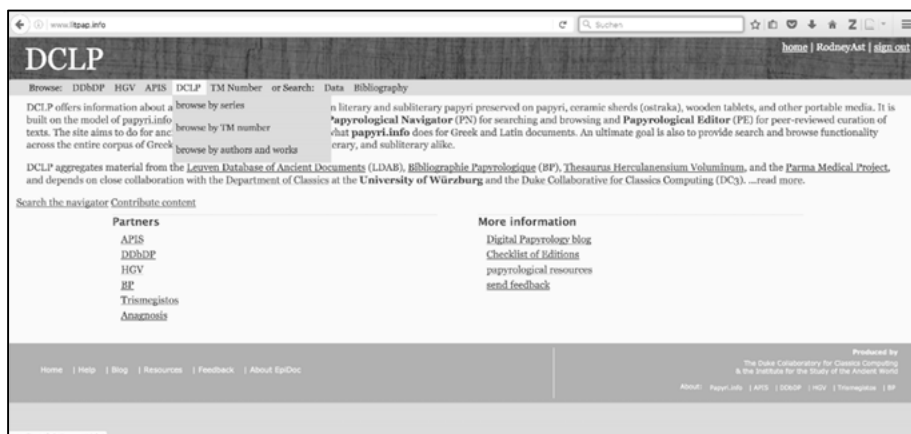 www.litpap.info
Suchen
home | RodneyAst | sign out
DCLP
Browse: DDbDP HGV APIS DCLP TM Number or Search: Data Bibliography
browse by series
browse by TM number
browse by authors and works
DCLP offers information about a n literary and subliterary papyri preserved on papyri, ceramic sherds (ostraka), wooden tablets, and other portable media. It is
built on the model of papyri.info Papyrological Navigator (PN) for searching and browsing and Papyrological Editor (PE) for peer-reviewed curation of
texts. The site aims to do for anc hat papyri.info does for Greek and Latin documents. An ultimate goal is also to provide search and browse functionality
across the entire corpus of Greek erary, and subliterary alike.
DCLP aggregates material from the Leuven Database of Ancient Documents (LDAB), Bibliographie Papyrologique (BP), Thesaurus Herculanensium Voluminum, and the Parma Medical Project,
and depends on close collaboration with the Department of Classics at the University of Würzburg and the Duke Collaborative for Classics Computing (DC3). ...read more.
Search the navigator Contribute content
Partners
APIS
DDbDP
HGV
BP
Trismegistos
Anagnosis
More information
Digital Papyrology blog
Checklist of Editions
papyrological resources
send feedback
Home | Help | Blog | Resources | Feedback | About EpiDoc
Produced by
The Duke Collaboratory for Classics Computing
& the Institute for the Study of the Ancient World
About: Papyri.info | APIS | DDbDP | HGV | Trismegistos | BP